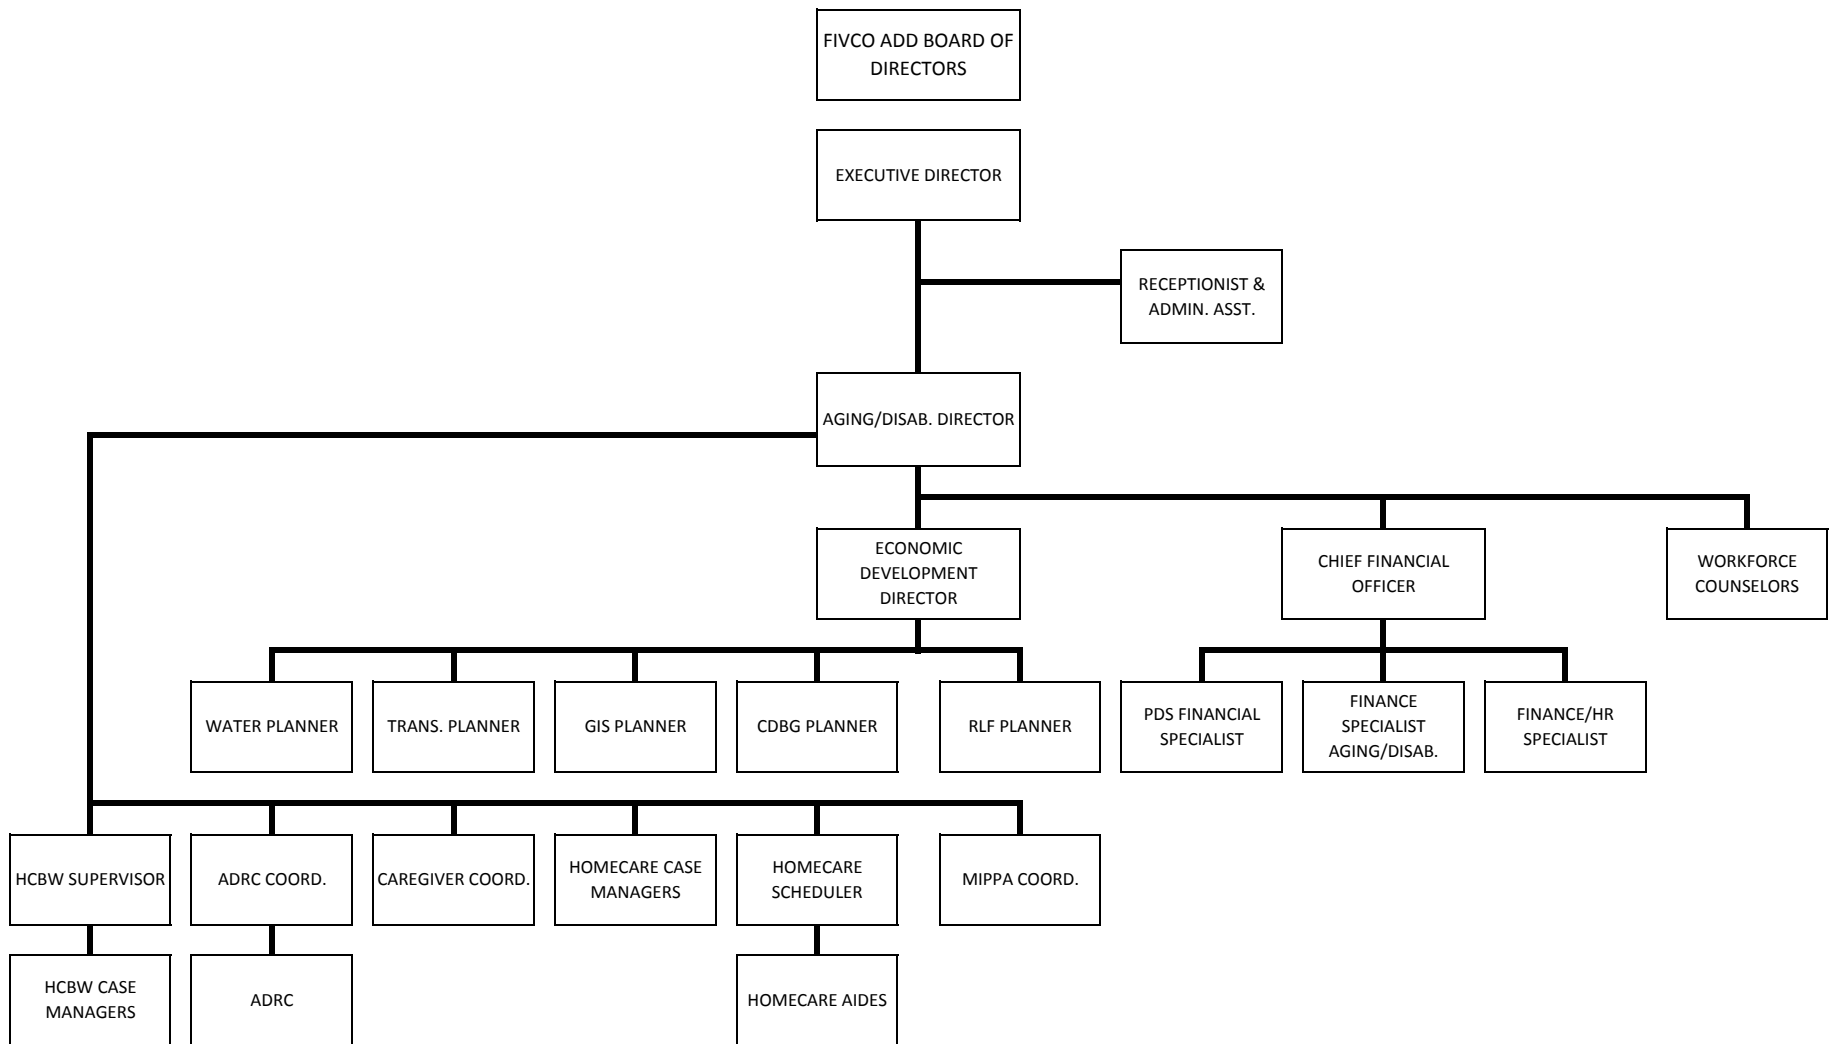 FIVCO ADD BOARD OF
DIRECTORS
EXECUTIVE DIRECTOR
RECEPTIONIST &
ADMIN. ASST.
AGING/DISAB. DIRECTOR
ECONOMIC
DEVELOPMENT
DIRECTOR
CHIEF FINANCIAL
OFFICER
WORKFORCE
COUNSELORS
WATER PLANNER
TRANS. PLANNER
GIS PLANNER
CDBG PLANNER
RLF PLANNER
PDS FINANCIAL
SPECIALIST
FINANCE
SPECIALIST
AGING/DISAB.
FINANCE/HR
SPECIALIST
HCBW SUPERVISOR
ADRC COORD.
CAREGIVER COORD.
HOMECARE CASE
MANAGERS
HOMECARE
SCHEDULER
MIPPA COORD.
HCBW CASE
MANAGERS
ADRC
HOMECARE AIDES